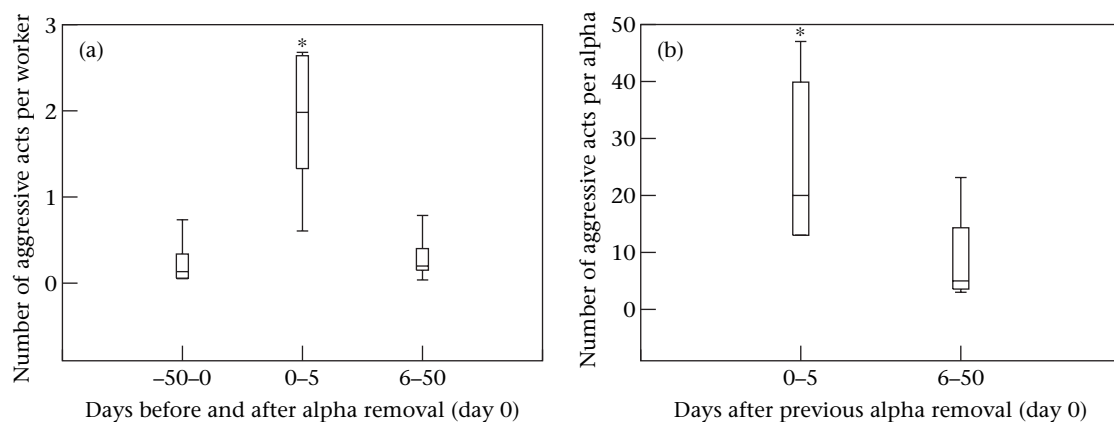 Number of aggressive acts per worker
(a)
*
3
2
1
0
–50–0
0–5
6–50
Days before and after alpha removal (day 0)
Number of aggressive acts per alpha
(b)
*
50
40
30
20
10
0
0–5
6–50
Days after previous alpha removal (day 0)